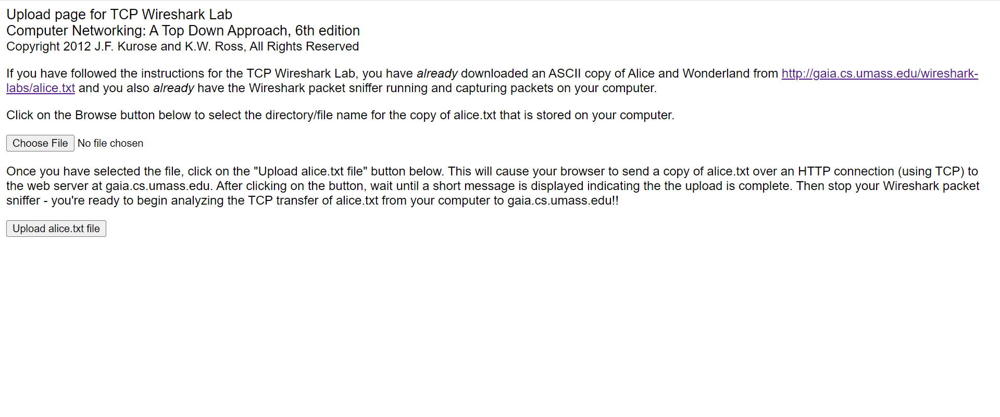 Upload page for TCP Wireshark Lab
Computer Networking: A Top Down Approach, 6th edition
Copyright 2012 J.F. Kurose and K.W. Ross, All Rights Reserved
If you have followed the instructions for the TCP Wireshark Lab, you have already downloaded an ASCII copy of Alice and Wonderland from http://gaia.cs.umass.edu/wireshark-
labs/alice.txt and you also already have the Wireshark packet sniffer running and capturing packets on your computer.
Click on the Browse button below to select the directory/file name for the copy of alice.txt that is stored on your computer.
Choose File No file chosen
Once you have selected the file, click on the "Upload alice.txt file" button below. This will cause your browser to send a copy of alice.txt over an HTTP connection (using TCP) to
the web server at gaia.cs.umass.edu. After clicking on the button, wait until a short message is displayed indicating the the upload is complete. Then stop your Wireshark packet
sniffer - you're ready to begin analyzing the TCP transfer of alice.txt from your computer to gaia.cs.umass.edu!!
Upload alice.txt file